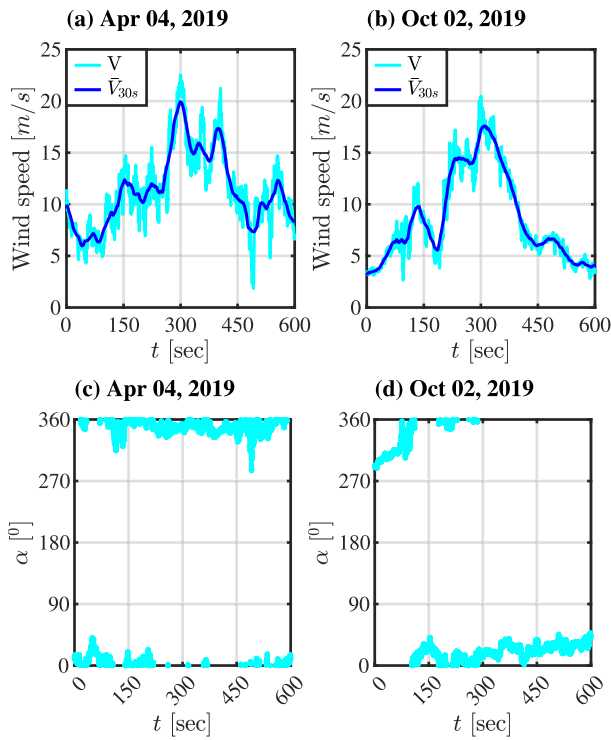 (a) Apr 04, 2019
(b) Oct 02, 2019
V
V̄30s
V
V̄30s
Wind speed [m/s]
25
20
15
10
5
0
0 150 300 450 600
t [sec]
Wind speed [m/s]
25
20
15
10
5
0
0 150 300 450 600
t [sec]
(c) Apr 04, 2019
(d) Oct 02, 2019
α [⁰]
360
270
180
90
0
0 150 300 450 600
t [sec]
α [⁰]
360
270
180
90
0
0 150 300 450 600
t [sec]